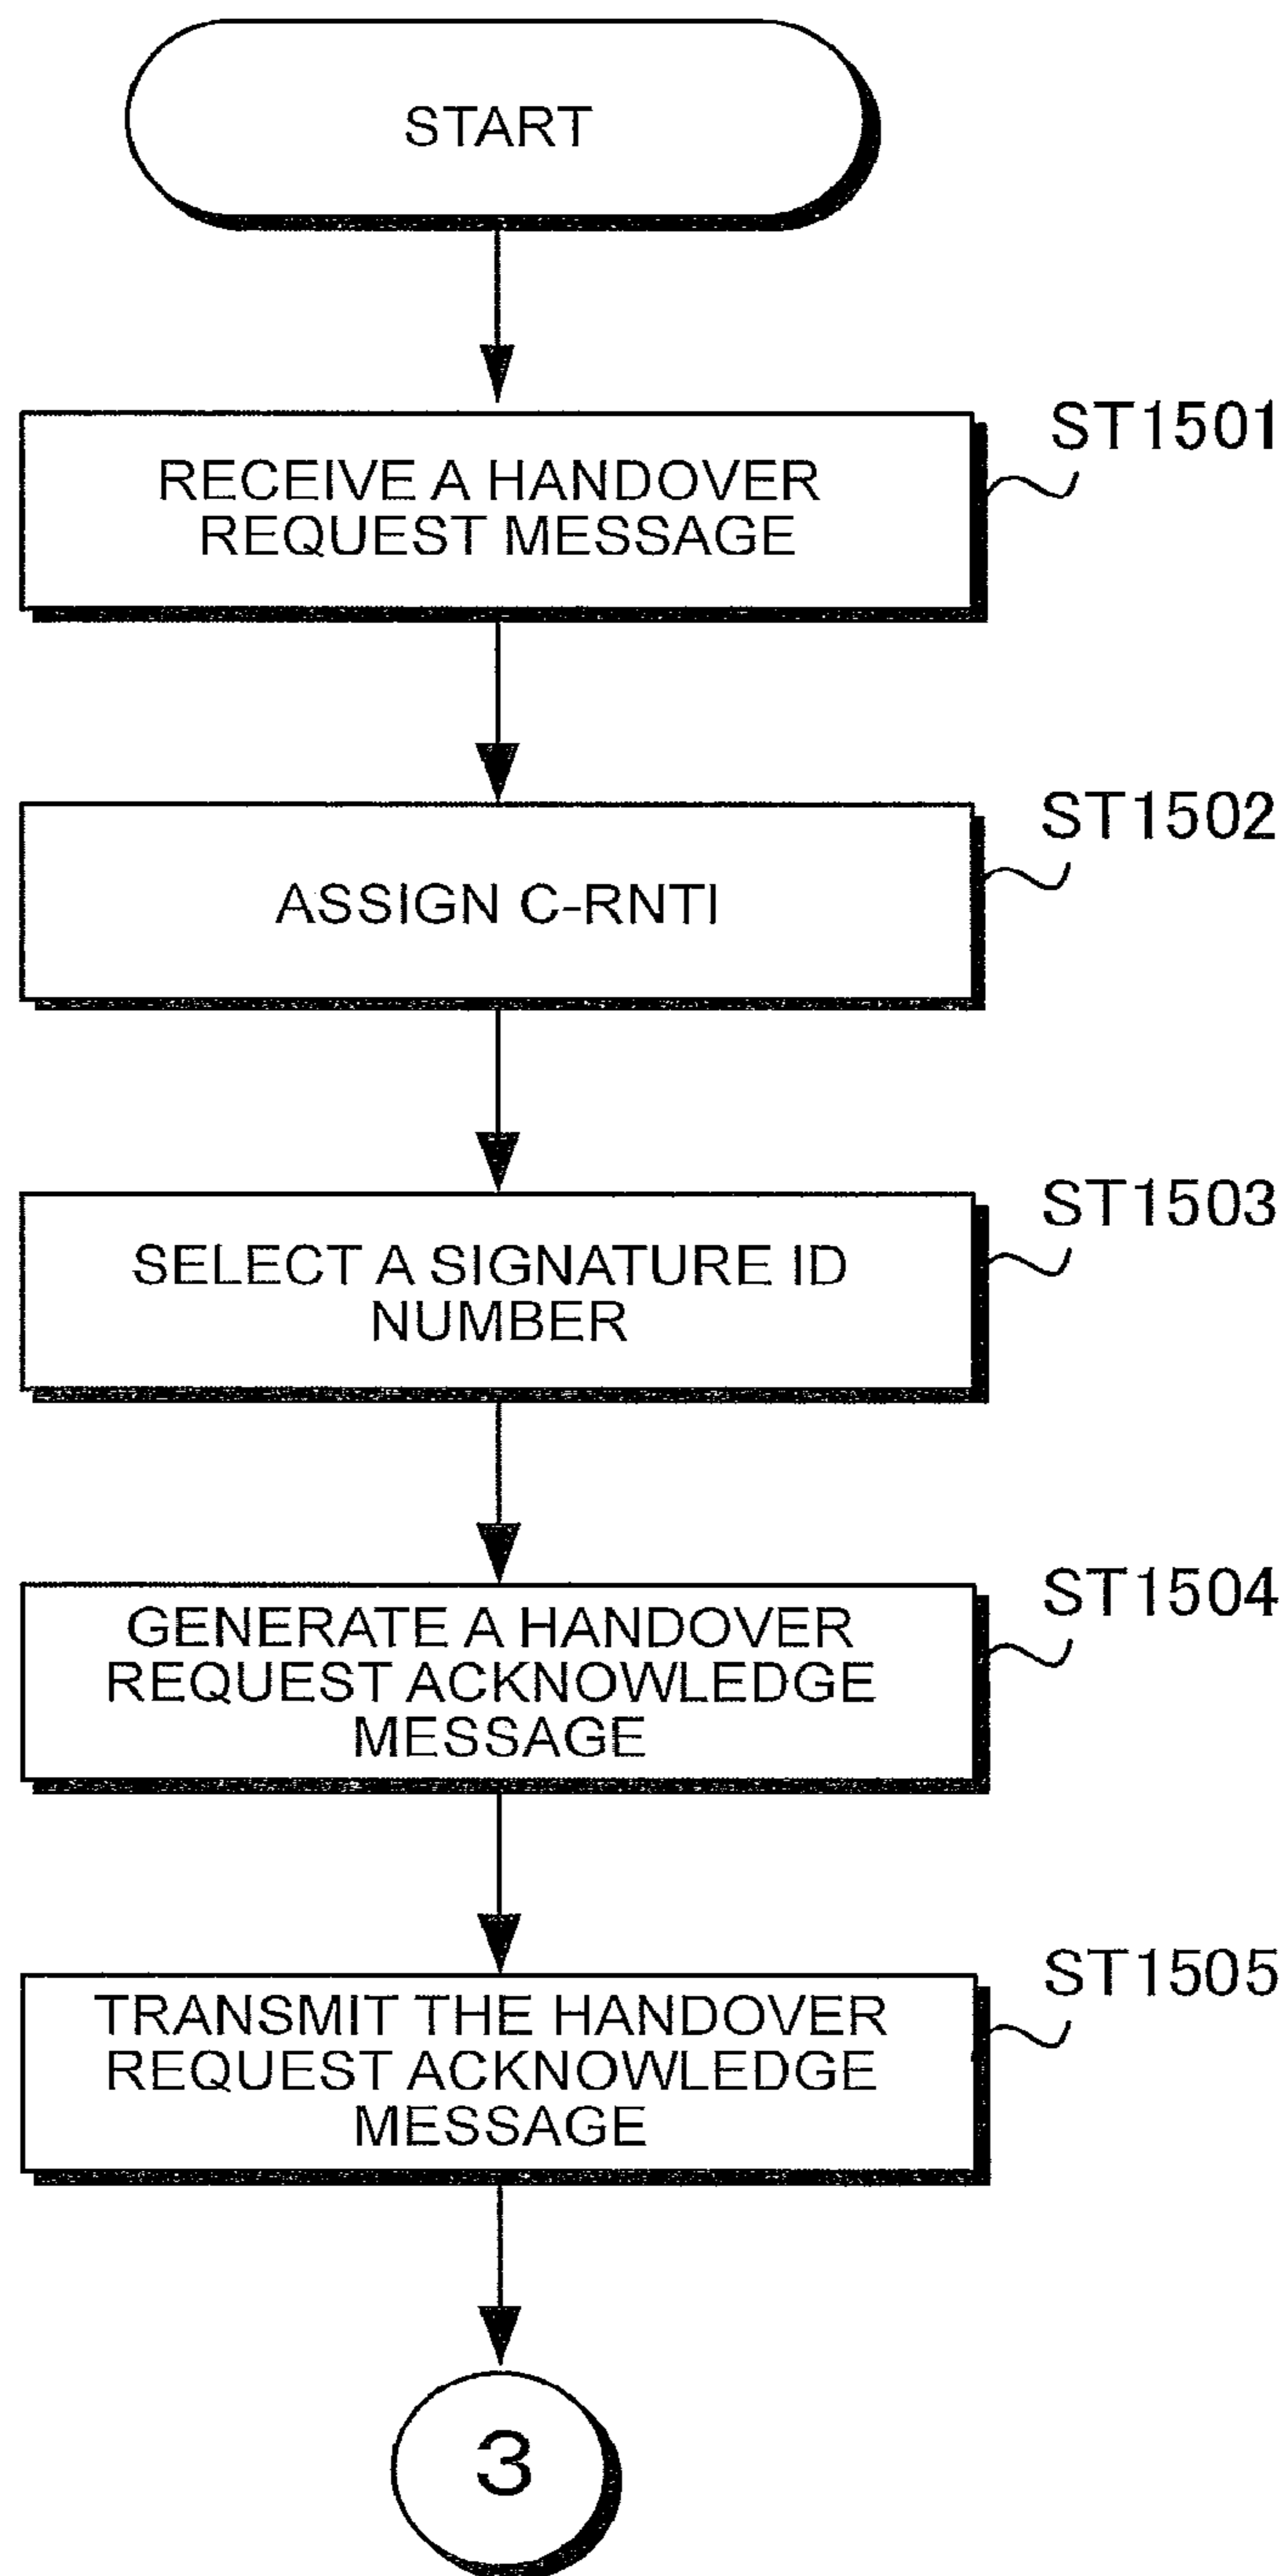 START
ST1501
RECEIVE A HANDOVER
REQUEST MESSAGE
ST1502
ASSIGN C-RNTI
ST1503
SELECT A SIGNATURE ID
NUMBER
ST1504
GENERATE A HANDOVER
REQUEST ACKNOWLEDGE
MESSAGE
ST1505
TRANSMIT THE HANDOVER
REQUEST ACKNOWLEDGE
MESSAGE
3